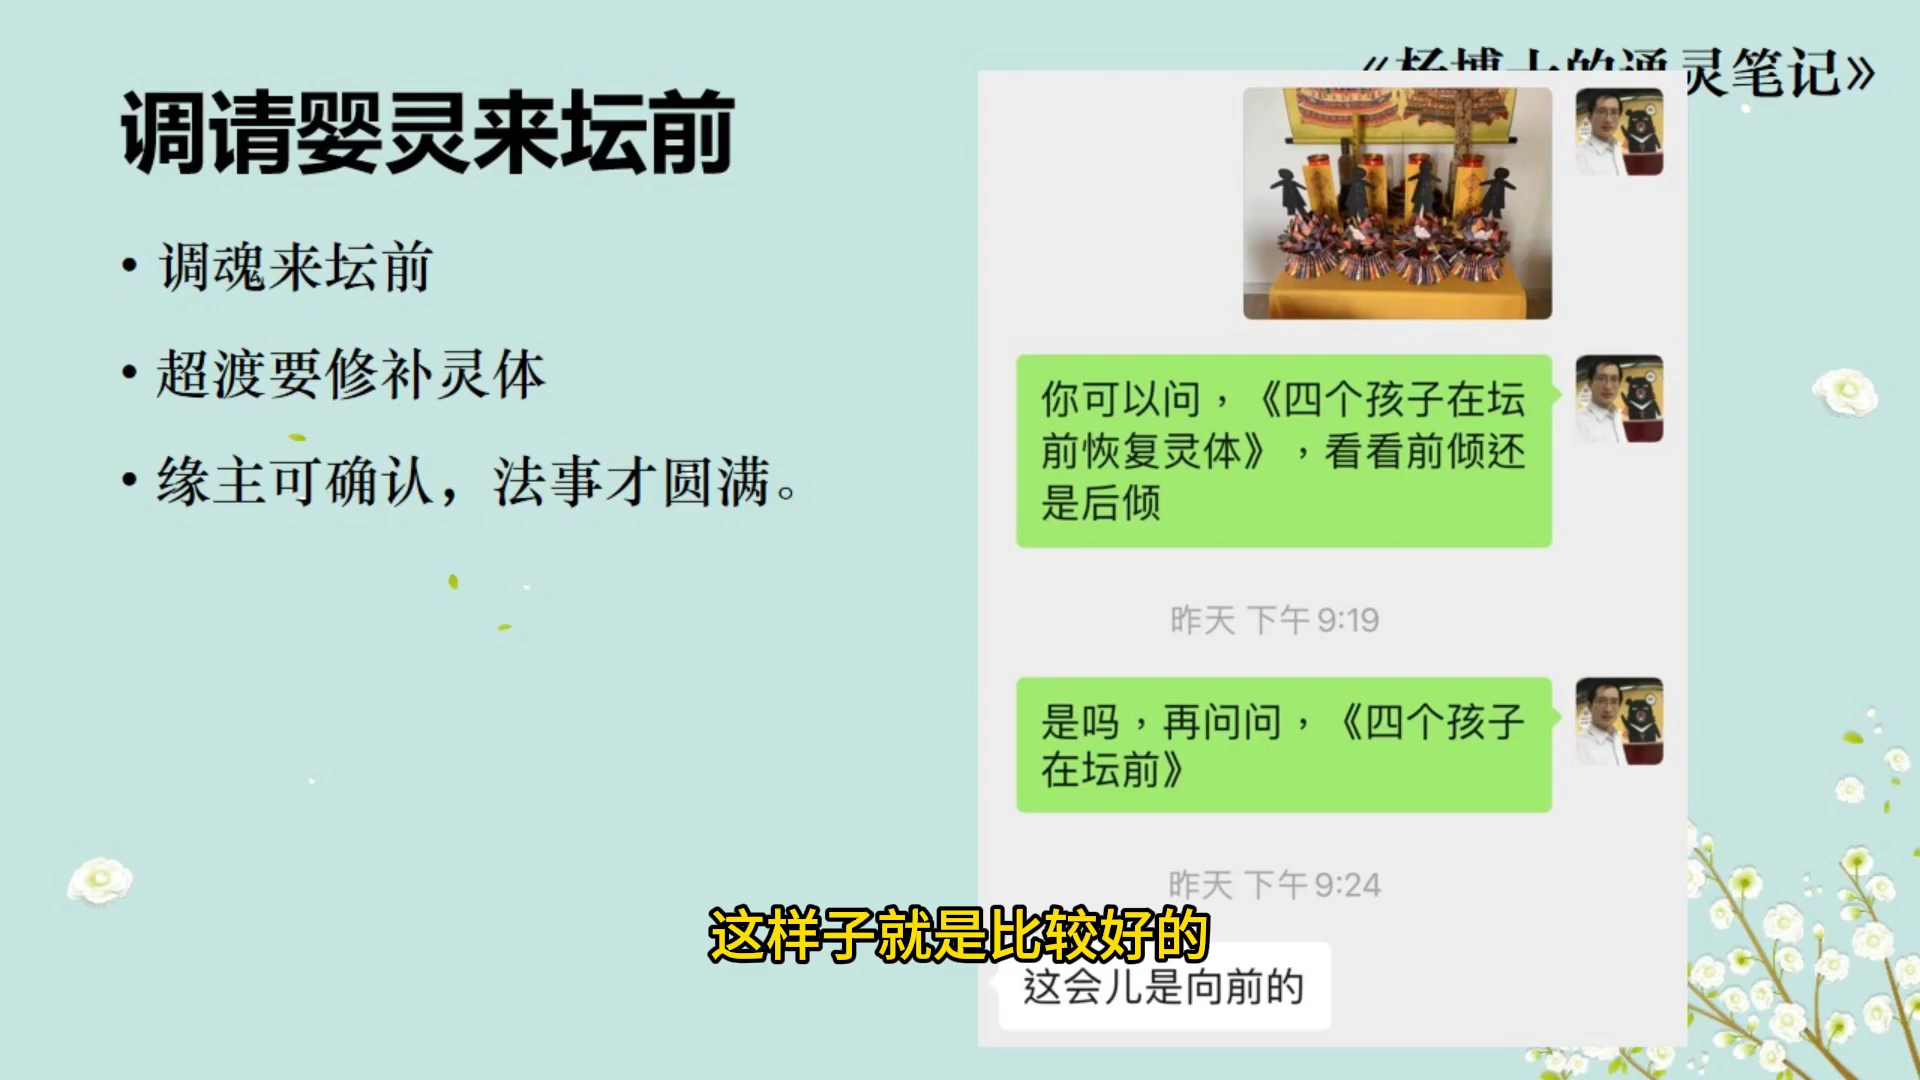 《杨博士的通灵笔记》
调请婴灵来坛前
• 调魂来坛前
• 超渡要修补灵体
• 缘主可确认，法事才圆满。
你可以问，《四个孩子在坛
前恢复灵体》，看看前倾还
是后倾
昨天 下午9:19
是吗，再问问，《四个孩子
在坛前》
昨天 下午9:24
这样子就是比较好的
这会儿是向前的